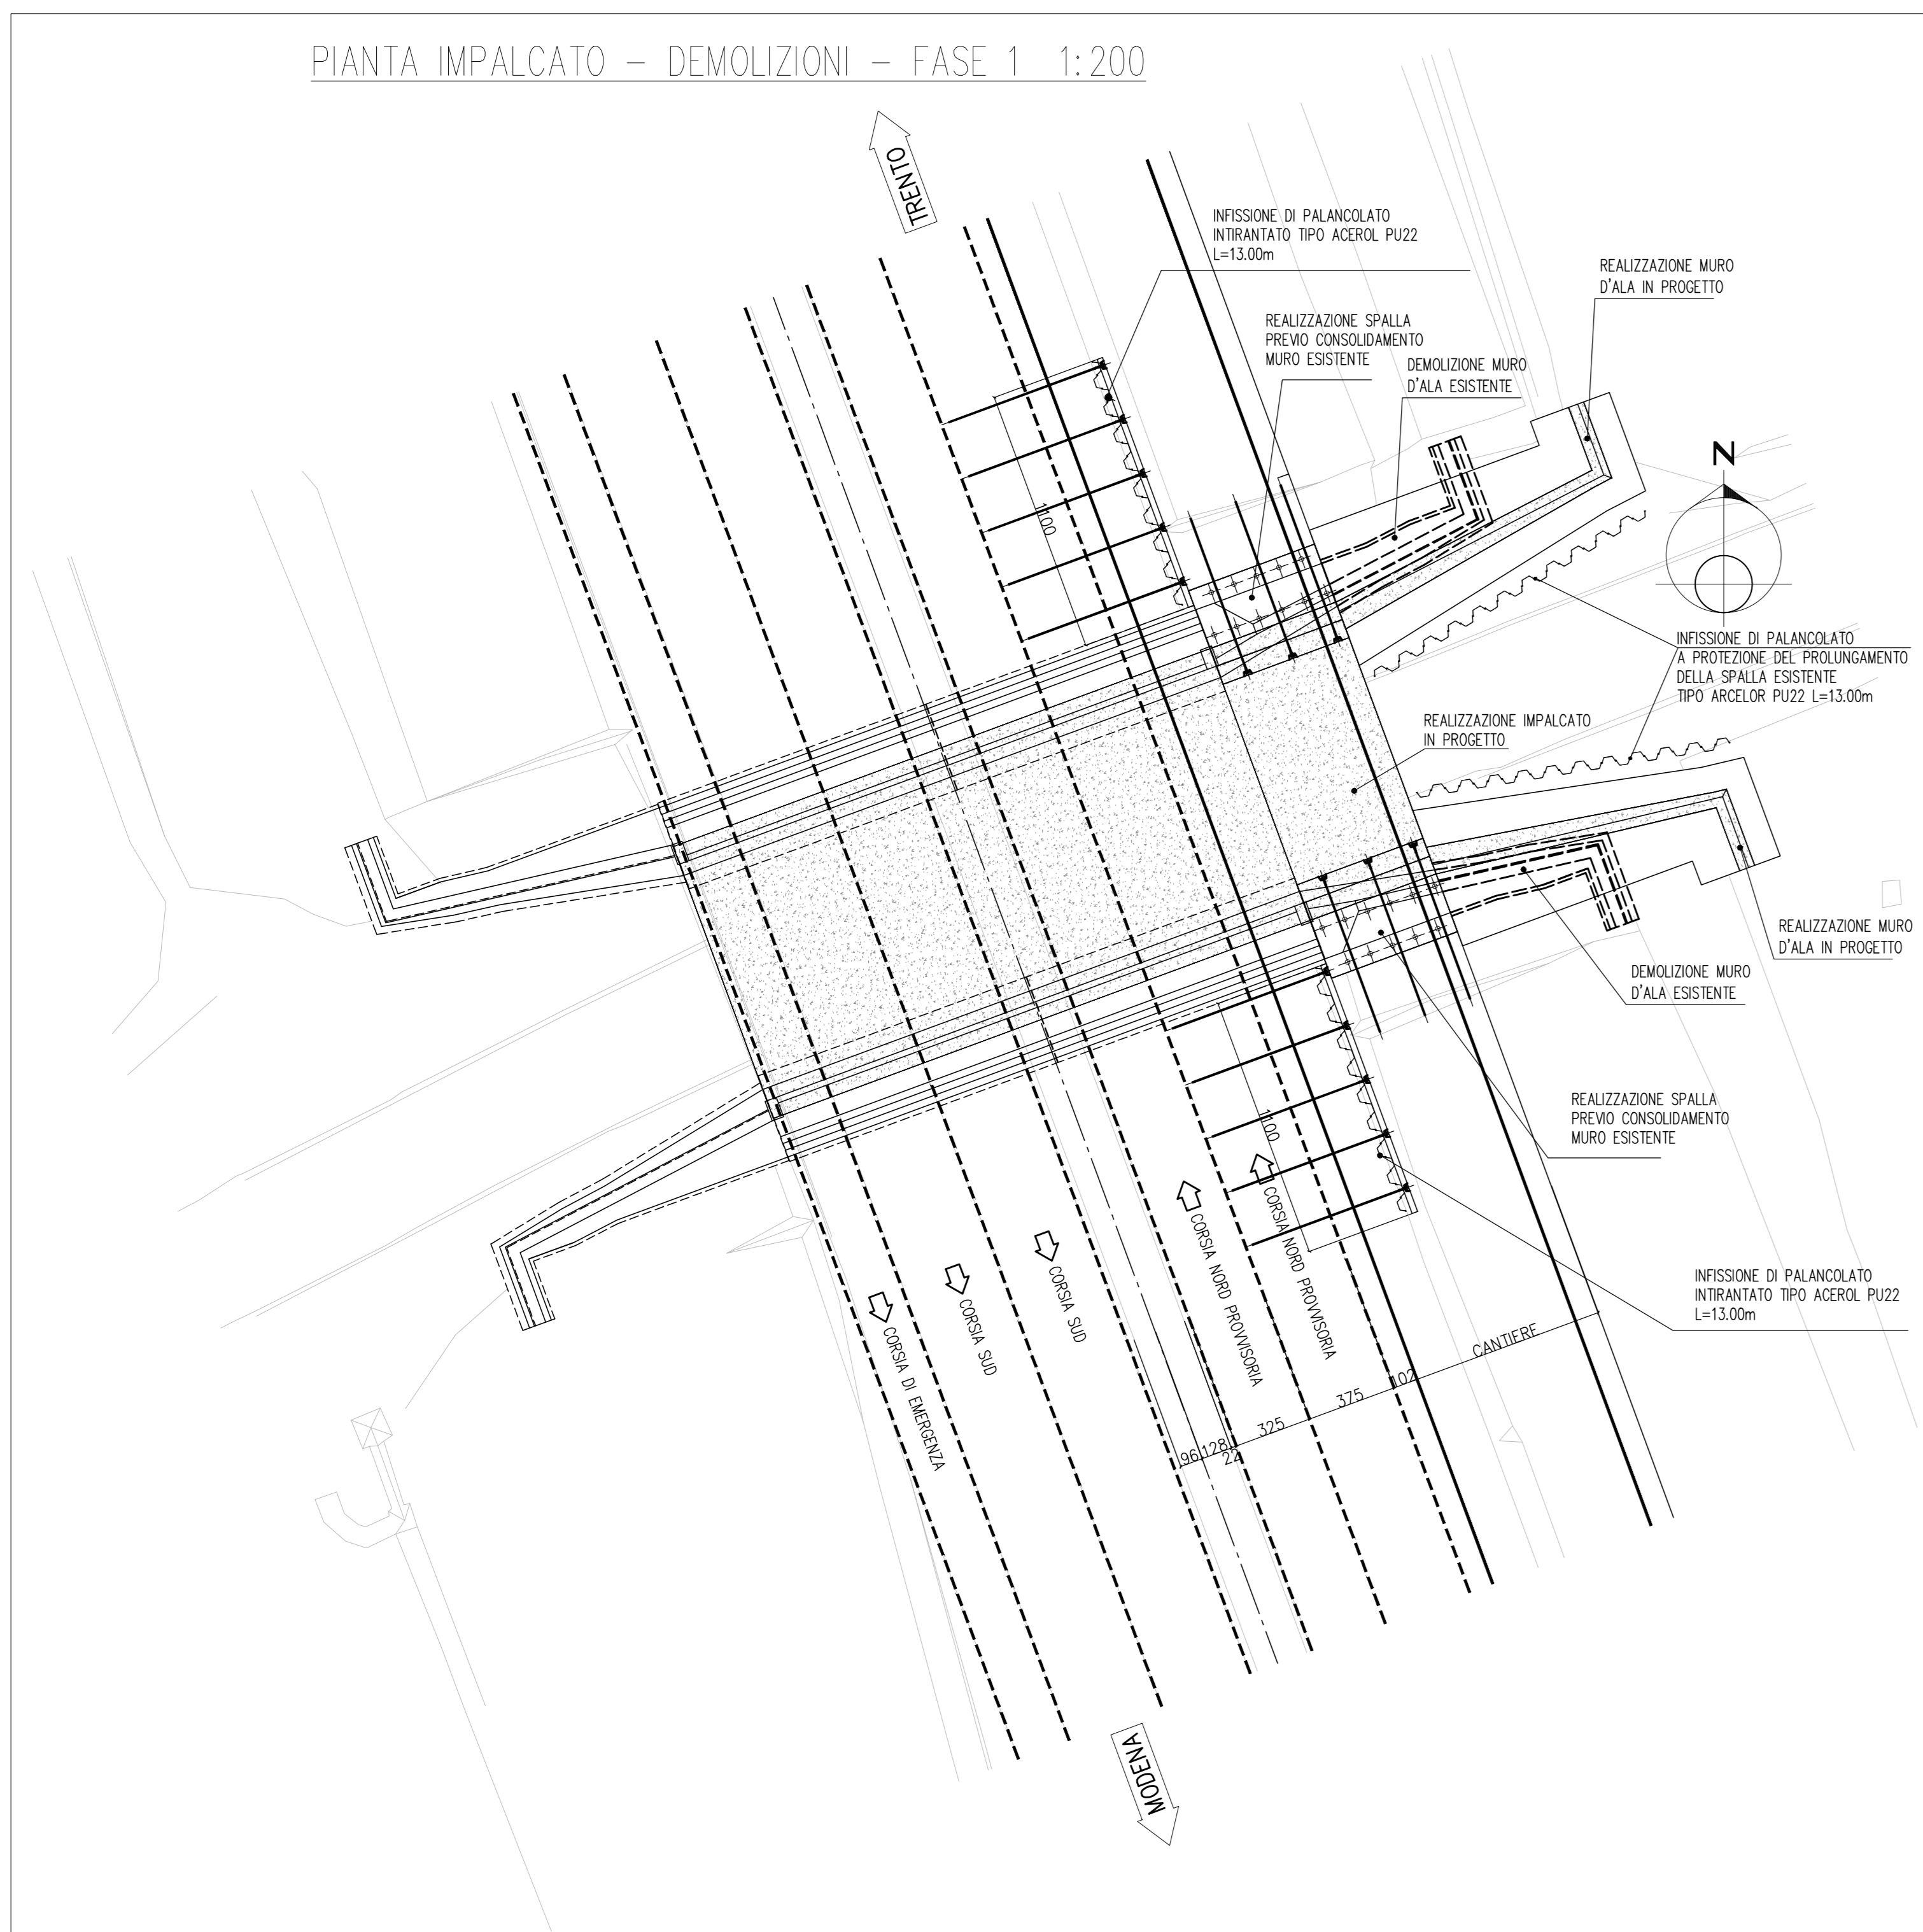 PIANTA IMPALCATO – DEMOLIZIONI – FASE 1 1:200
TRENTO
INFISSIONE DI PALANCOLATO
INTIRANTATO TIPO ACEROL PU22
L=13.00m
REALIZZAZIONE MURO
D'ALA IN PROGETTO
REALIZZAZIONE SPALLA
PREVIO CONSOLIDAMENTO
MURO ESISTENTE
DEMOLIZIONE MURO
D'ALA ESISTENTE
N
1100
INFISSIONE DI PALANCOLATO
A PROTEZIONE DEL PROLUNGAMENTO
DELLA SPALLA ESISTENTE
TIPO ARCELOR PU22 L=13.00m
REALIZZAZIONE IMPALCATO
IN PROGETTO
REALIZZAZIONE MURO
D'ALA IN PROGETTO
DEMOLIZIONE MURO
D'ALA ESISTENTE
REALIZZAZIONE SPALLA
PREVIO CONSOLIDAMENTO
MURO ESISTENTE
1100
CORSIA DI EMERGENZA
CORSIA SUD
CORSIA SUD
CORSIA NORD PROVVISORIA
CORSIA NORD PROVVISORIA
INFISSIONE DI PALANCOLATO
INTIRANTATO TIPO ACEROL PU22
L=13.00m
96
128
22
325
375
102
CANTIERE
MODENA